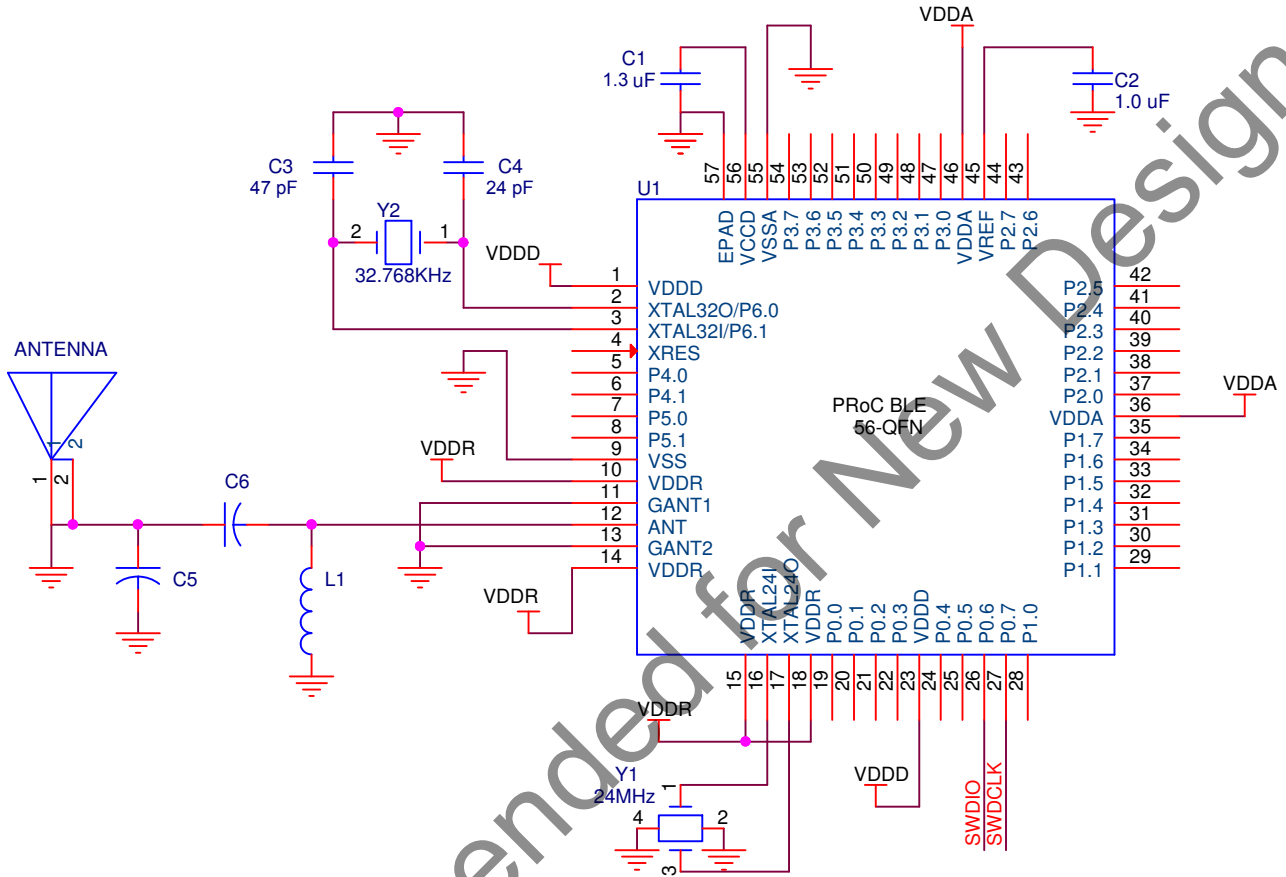 VDDA
C1
1.3 uF
C2
1.0 uF
C3
47 pF
C4
24 pF
Y2
2
1
32.768KHz
VDDD
ANTENNA
1
2
1
2
C6
C5
L1
VDDR
VDDR
U1
57
56
55
54
53
52
51
50
49
48
47
46
45
44
43
EPAD
VCCD
VSSA
P3.7
P3.6
P3.5
P3.4
P3.3
P3.2
P3.1
P3.0
VDDA
VREF
P2.7
P2.6
1 VDDD
2 XTAL32O/P6.0
3 XTAL32I/P6.1
4 XRES
5 P4.0
6 P4.1
7 P5.0
8 P5.1
9 VSS
10 VDDR
11 GANT1
12 ANT
13 GANT2
14 VDDR
PRoC BLE
56-QFN
P2.5 42
P2.4 41
P2.3 40
P2.2 39
P2.1 38
P2.0 37
VDDA 36
P1.7 35
P1.6 34
P1.5 33
P1.4 32
P1.3 31
P1.2 30
P1.1 29
VDDA
VDDR
XTAL24I
XTAL24O
VDDR
P0.0
P0.1
P0.2
P0.3
VDDD
P0.4
P0.5
P0.6
P0.7
P1.0
15
16
17
18
19
20
21
22
23
24
25
26
27
28
VDDR
Y1
24MHz
1
4
2
3
VDDD
SWDIO
SWDCLK
ended for New Design